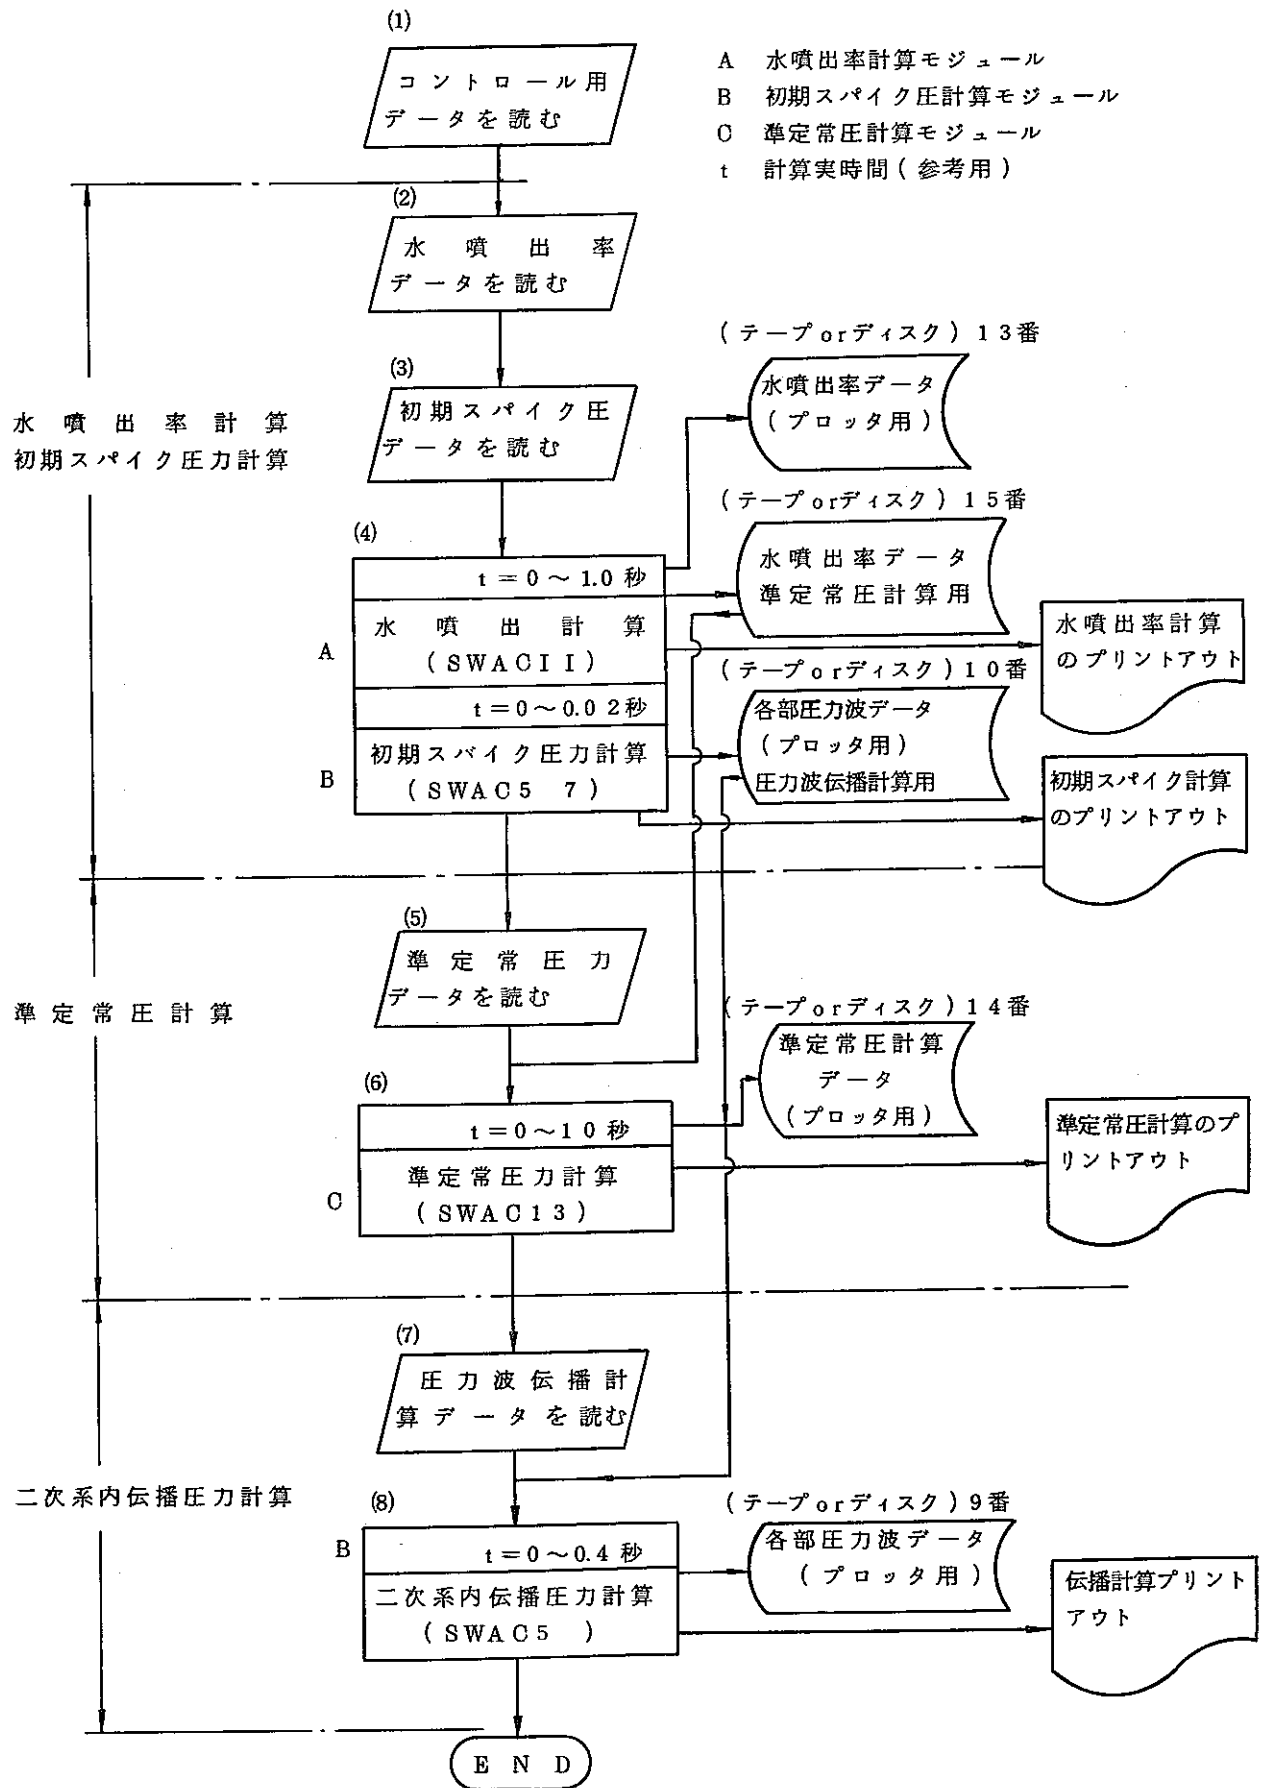 (1)
コントロール用
データを読む
A 水噴出率計算モジュール
B 初期スパイク圧計算モジュール
C 準定常圧計算モジュール
t 計算実時間(参考用)
(2)
水噴出率
データを読む
(3)
初期スパイク圧
データを読む
(テープorディスク)13番
水噴出率データ
(プロッタ用)
水噴出率計算
初期スパイク圧力計算
(4)
t=0~1.0秒
A
水噴出計算
(SWACII)
t=0~0.02秒
B
初期スパイク圧力計算
(SWAC5 7)
(テープorディスク)15番
水噴出率データ
準定常圧計算用
水噴出率計算
のプリントアウト
(テープorディスク)10番
各部圧力波データ
(プロッタ用)
圧力波伝播計算用
初期スパイク計算
のプリントアウト
(5)
準定常圧力
データを読む
準定常圧計算
(テープorディスク)14番
準定常圧計算
データ
(プロッタ用)
(6)
t=0~10秒
C
準定常圧力計算
(SWAC13)
準定常圧計算のプ
リントアウト
(7)
圧力波伝播計
算データを読む
二次系内伝播圧力計算
(8)
B
t=0~0.4秒
二次系内伝播圧力計算
(SWAC5 )
(テープorディスク)9番
各部圧力波データ
(プロッタ用)
伝播計算プリント
アウト
END